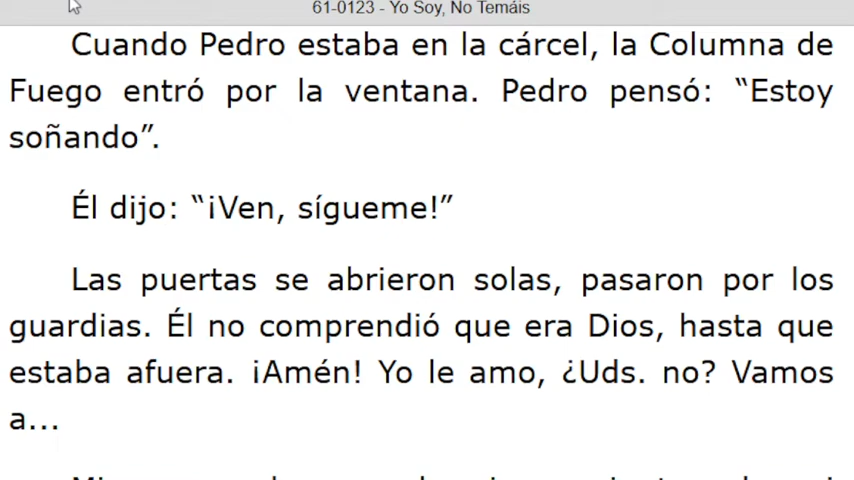 61-0123 - Yo Soy, No Temáis
Cuando Pedro estaba en la cárcel, la Columna de
Fuego entró por la ventana. Pedro pensó: “Estoy
soñando”.
Él dijo: “¡Ven, sígueme!”
Las puertas se abrieron solas, pasaron por los
guardias. Él no comprendió que era Dios, hasta que
estaba afuera. ¡Amén! Yo le amo, ¿Uds. no? Vamos
a...